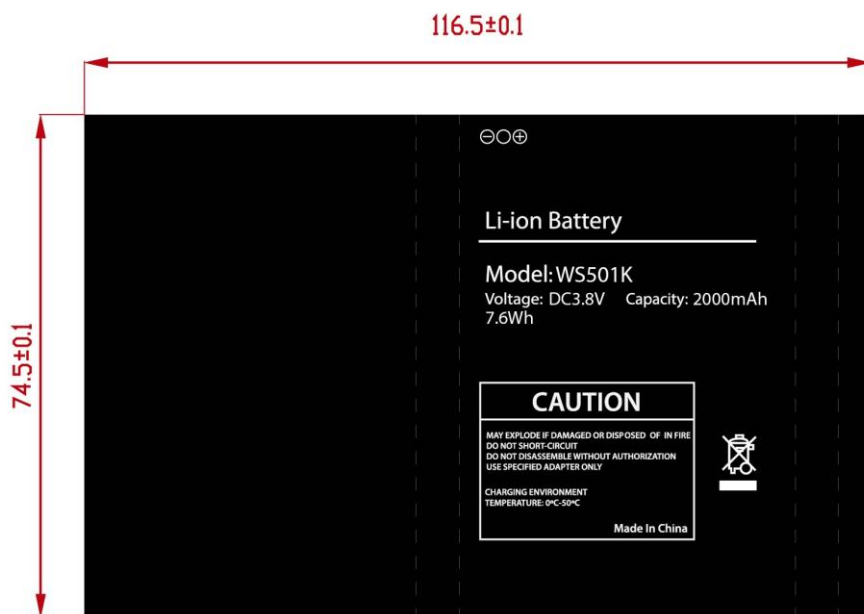 116.5±0.1
74.5±0.1
Li-ion Battery
Model: WS501K
Voltage: DC3.8V Capacity: 2000mAh
7.6Wh
CAUTION
MAY EXPLODE IF DAMAGED OR DISPOSED OF IN FIRE
DO NOT SHORT-CIRCUIT
DO NOT DISASSEMBLE WITHOUT AUTHORIZATION
USE SPECIFIED ADAPTER ONLY
CHARGING ENVIRONMENT
TEMPERATURE: 0ºC-50ºC
Made In China